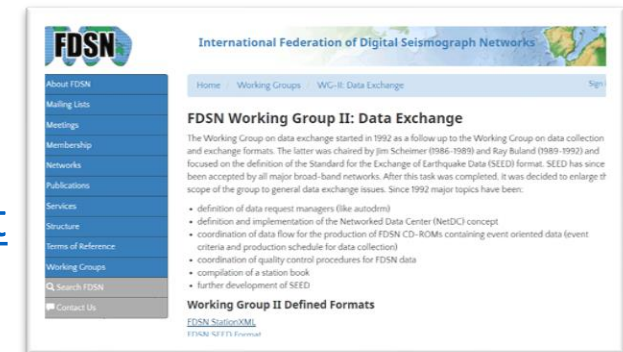 FDSN
International Federation of Digital Seismograph Networks
About FDSN
Mailing Lists
Meetings
Membership
Networks
Publications
Services
Structure
Terms of Reference
Working Groups
Search FDSN
Contact Us
Home / Working Groups / WG-II: Data Exchange
Sign
FDSN Working Group II: Data Exchange
The Working Group on data exchange started in 1992 as a follow up to the Working Group on data collection
and exchange formats. The latter was chaired by Jim Scheimer (1986-1989) and Ray Buland (1989-1992) and
focused on the definition of the Standard for the Exchange of Earthquake Data (SEED) format. SEED has since
been accepted by all major broad-band networks. After this task was completed, it was decided to enlarge th
scope of the group to general data exchange issues. Since 1992 major topics have been:
• definition of data request managers (like autodrm)
• definition and implementation of the Networked Data Center (NetDC) concept
• coordination of data flow for the production of FDSN CD-ROMs containing event oriented data (event
criteria and production schedule for data collection)
• coordination of quality control procedures for FDSN data
• compilation of a station book
• further development of SEED
Working Group II Defined Formats
FDSN StationXML
FDSN SEED Format
t